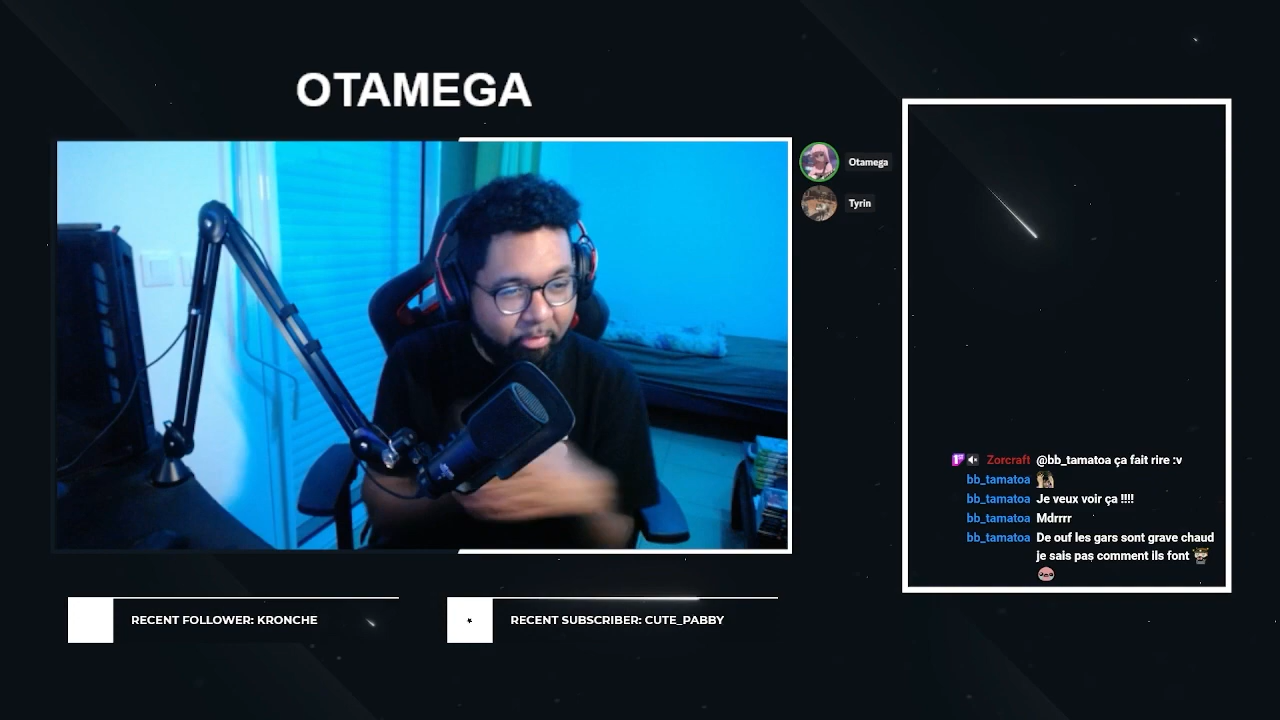 OTAMEGA
Otamega
Tyrin
Zorcraft @bb_tamatoa ça fait rire :v
bb_tamatoa
bb_tamatoa Je veux voir ça !!!!
bb_tamatoa Mdrrrr
bb_tamatoa De ouf les gars sont grave chaud
je sais pas comment ils font
RECENT FOLLOWER: KRONCHE
RECENT SUBSCRIBER: CUTE_PABBY